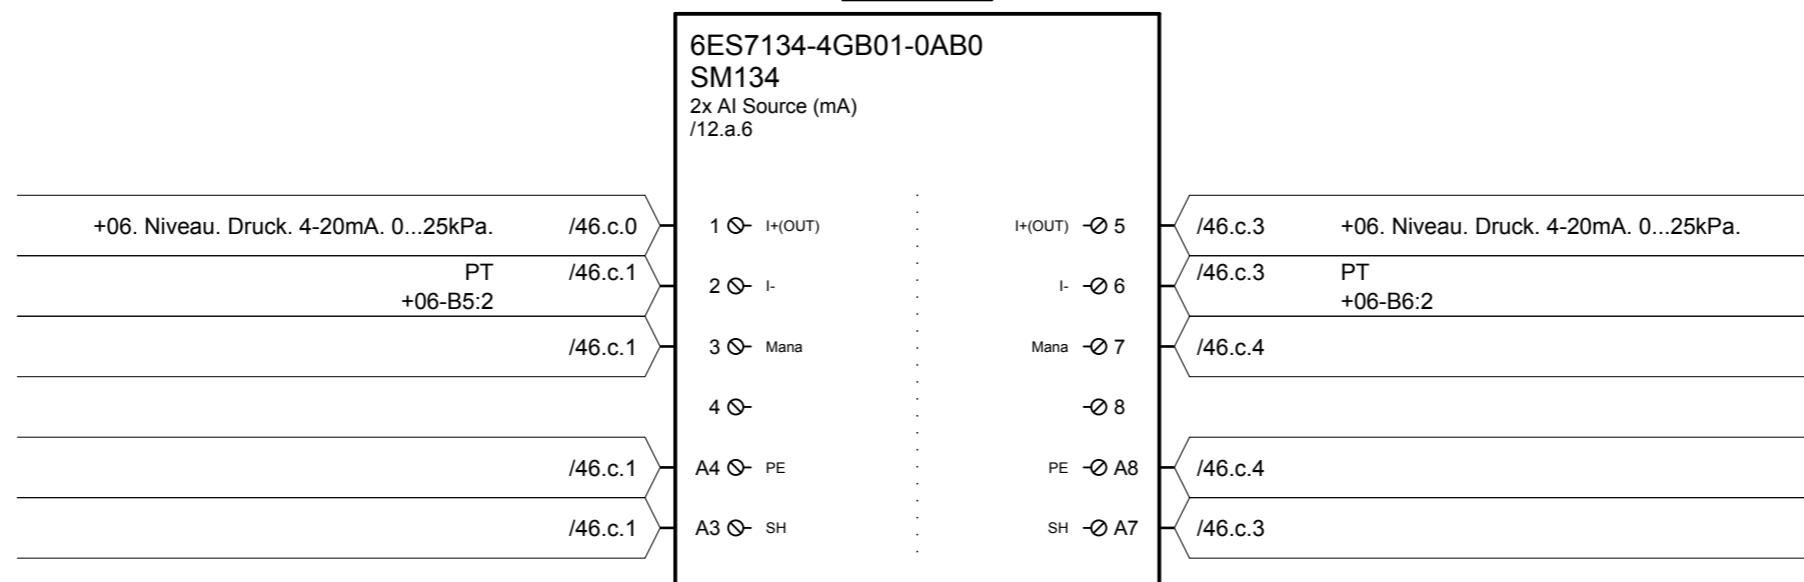 6ES7134-4GB01-0AB0
SM134
2x AI Source (mA)
/12.a.6
+06. Niveau. Druck. 4-20mA. 0...25kPa. /46.c.0 1 I+(OUT) I+(OUT) 5 /46.c.3 +06. Niveau. Druck. 4-20mA. 0...25kPa.
PT /46.c.1 2 I- I- 6 /46.c.3 PT
+06-B5:2 +06-B6:2
/46.c.1 3 Mana Mana 7 /46.c.4
4 8
/46.c.1 A4 PE PE A8 /46.c.4
/46.c.1 A3 SH SH A7 /46.c.3